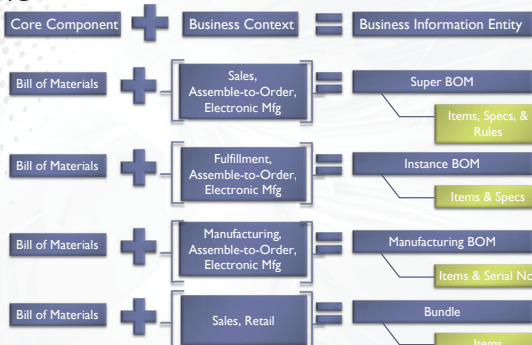 Core Component
Business Context
Business Information Entity
Bill of Materials
Sales,
Assemble-to-Order,
Electronic Mfg
Super BOM
Items, Specs, &
Rules
Bill of Materials
Fulfillment,
Assemble-to-Order,
Electronic Mfg
Instance BOM
Items & Specs
Bill of Materials
Manufacturing,
Assemble-to-Order,
Electronic Mfg
Manufacturing BOM
Items & Serial No
Bill of Materials
Sales, Retail
Bundle
Items